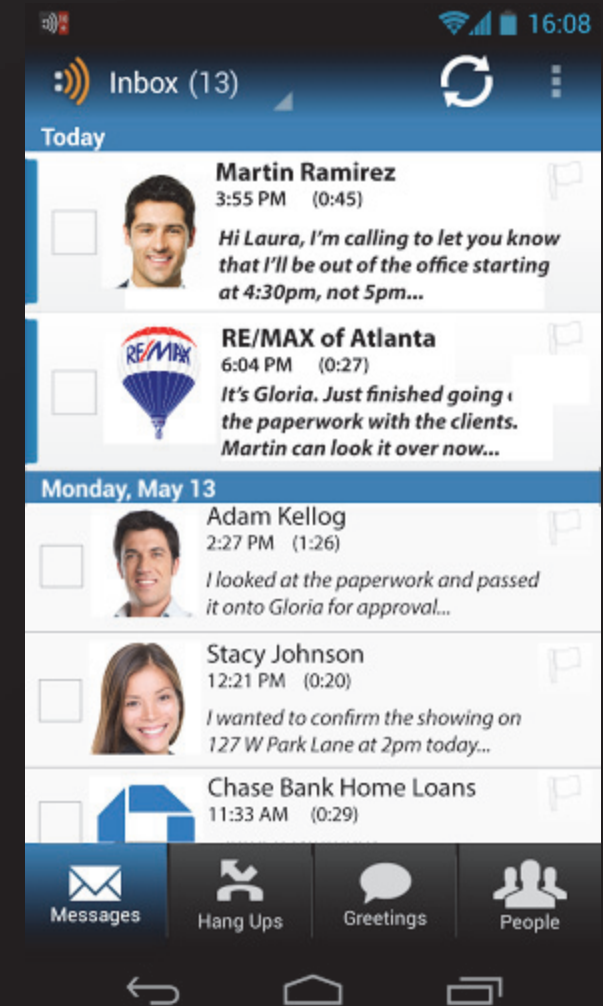 16:08
Inbox (13)
Today
Martin Ramirez
3:55 PM (0:45)
Hi Laura, I'm calling to let you know
that I'll be out of the office starting
at 4:30pm, not 5pm...
RE/MAX
RE/MAX of Atlanta
6:04 PM (0:27)
It's Gloria. Just finished going
the paperwork with the clients.
Martin can look it over now...
Monday, May 13
Adam Kellog
2:27 PM (1:26)
I looked at the paperwork and passed
it onto Gloria for approval...
Stacy Johnson
12:21 PM (0:20)
I wanted to confirm the showing on
127 W Park Lane at 2pm today...
Chase Bank Home Loans
11:33 AM (0:29)
Messages
Hang Ups
Greetings
People